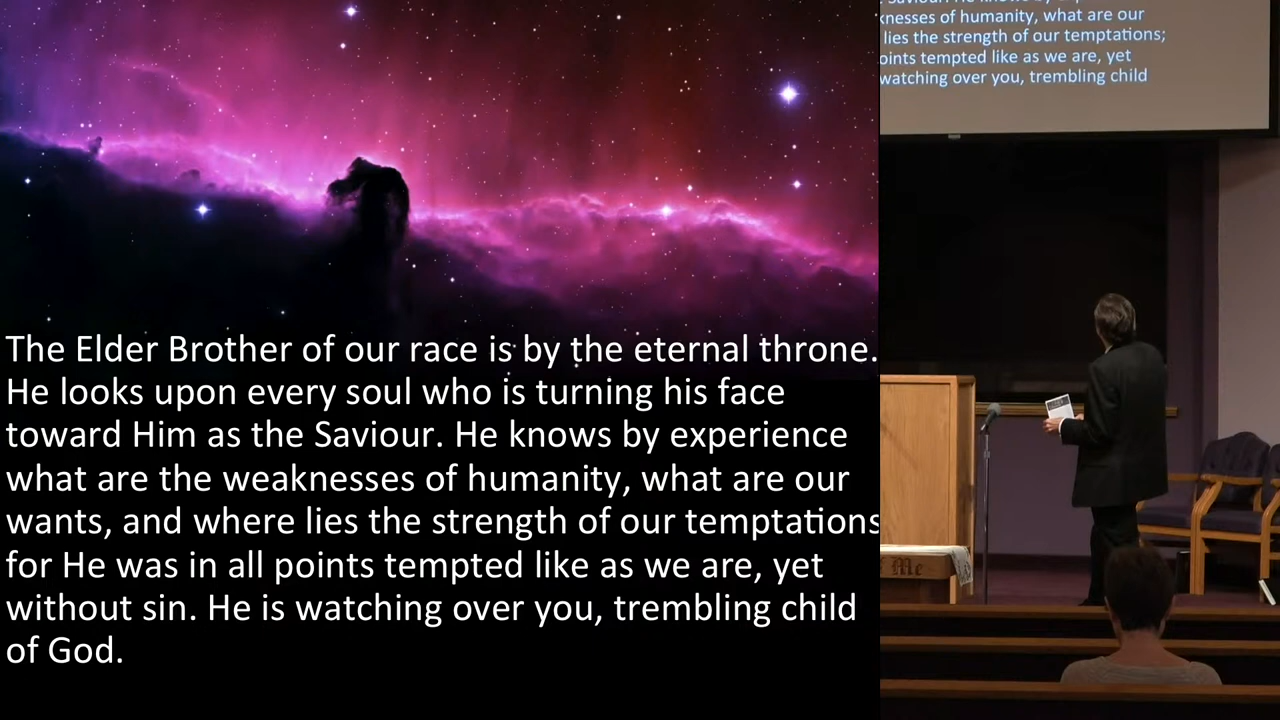 The Elder Brother of our race is by the eternal throne.
He looks upon every soul who is turning his face
toward Him as the Saviour. He knows by experience
what are the weaknesses of humanity, what are our
wants, and where lies the strength of our temptations
for He was in all points tempted like as we are, yet
without sin. He is watching over you, trembling child
of God.
knesses of humanity, what are our
lies the strength of our temptations;
oints tempted like as we are, yet
watching over you, trembling child
f Me